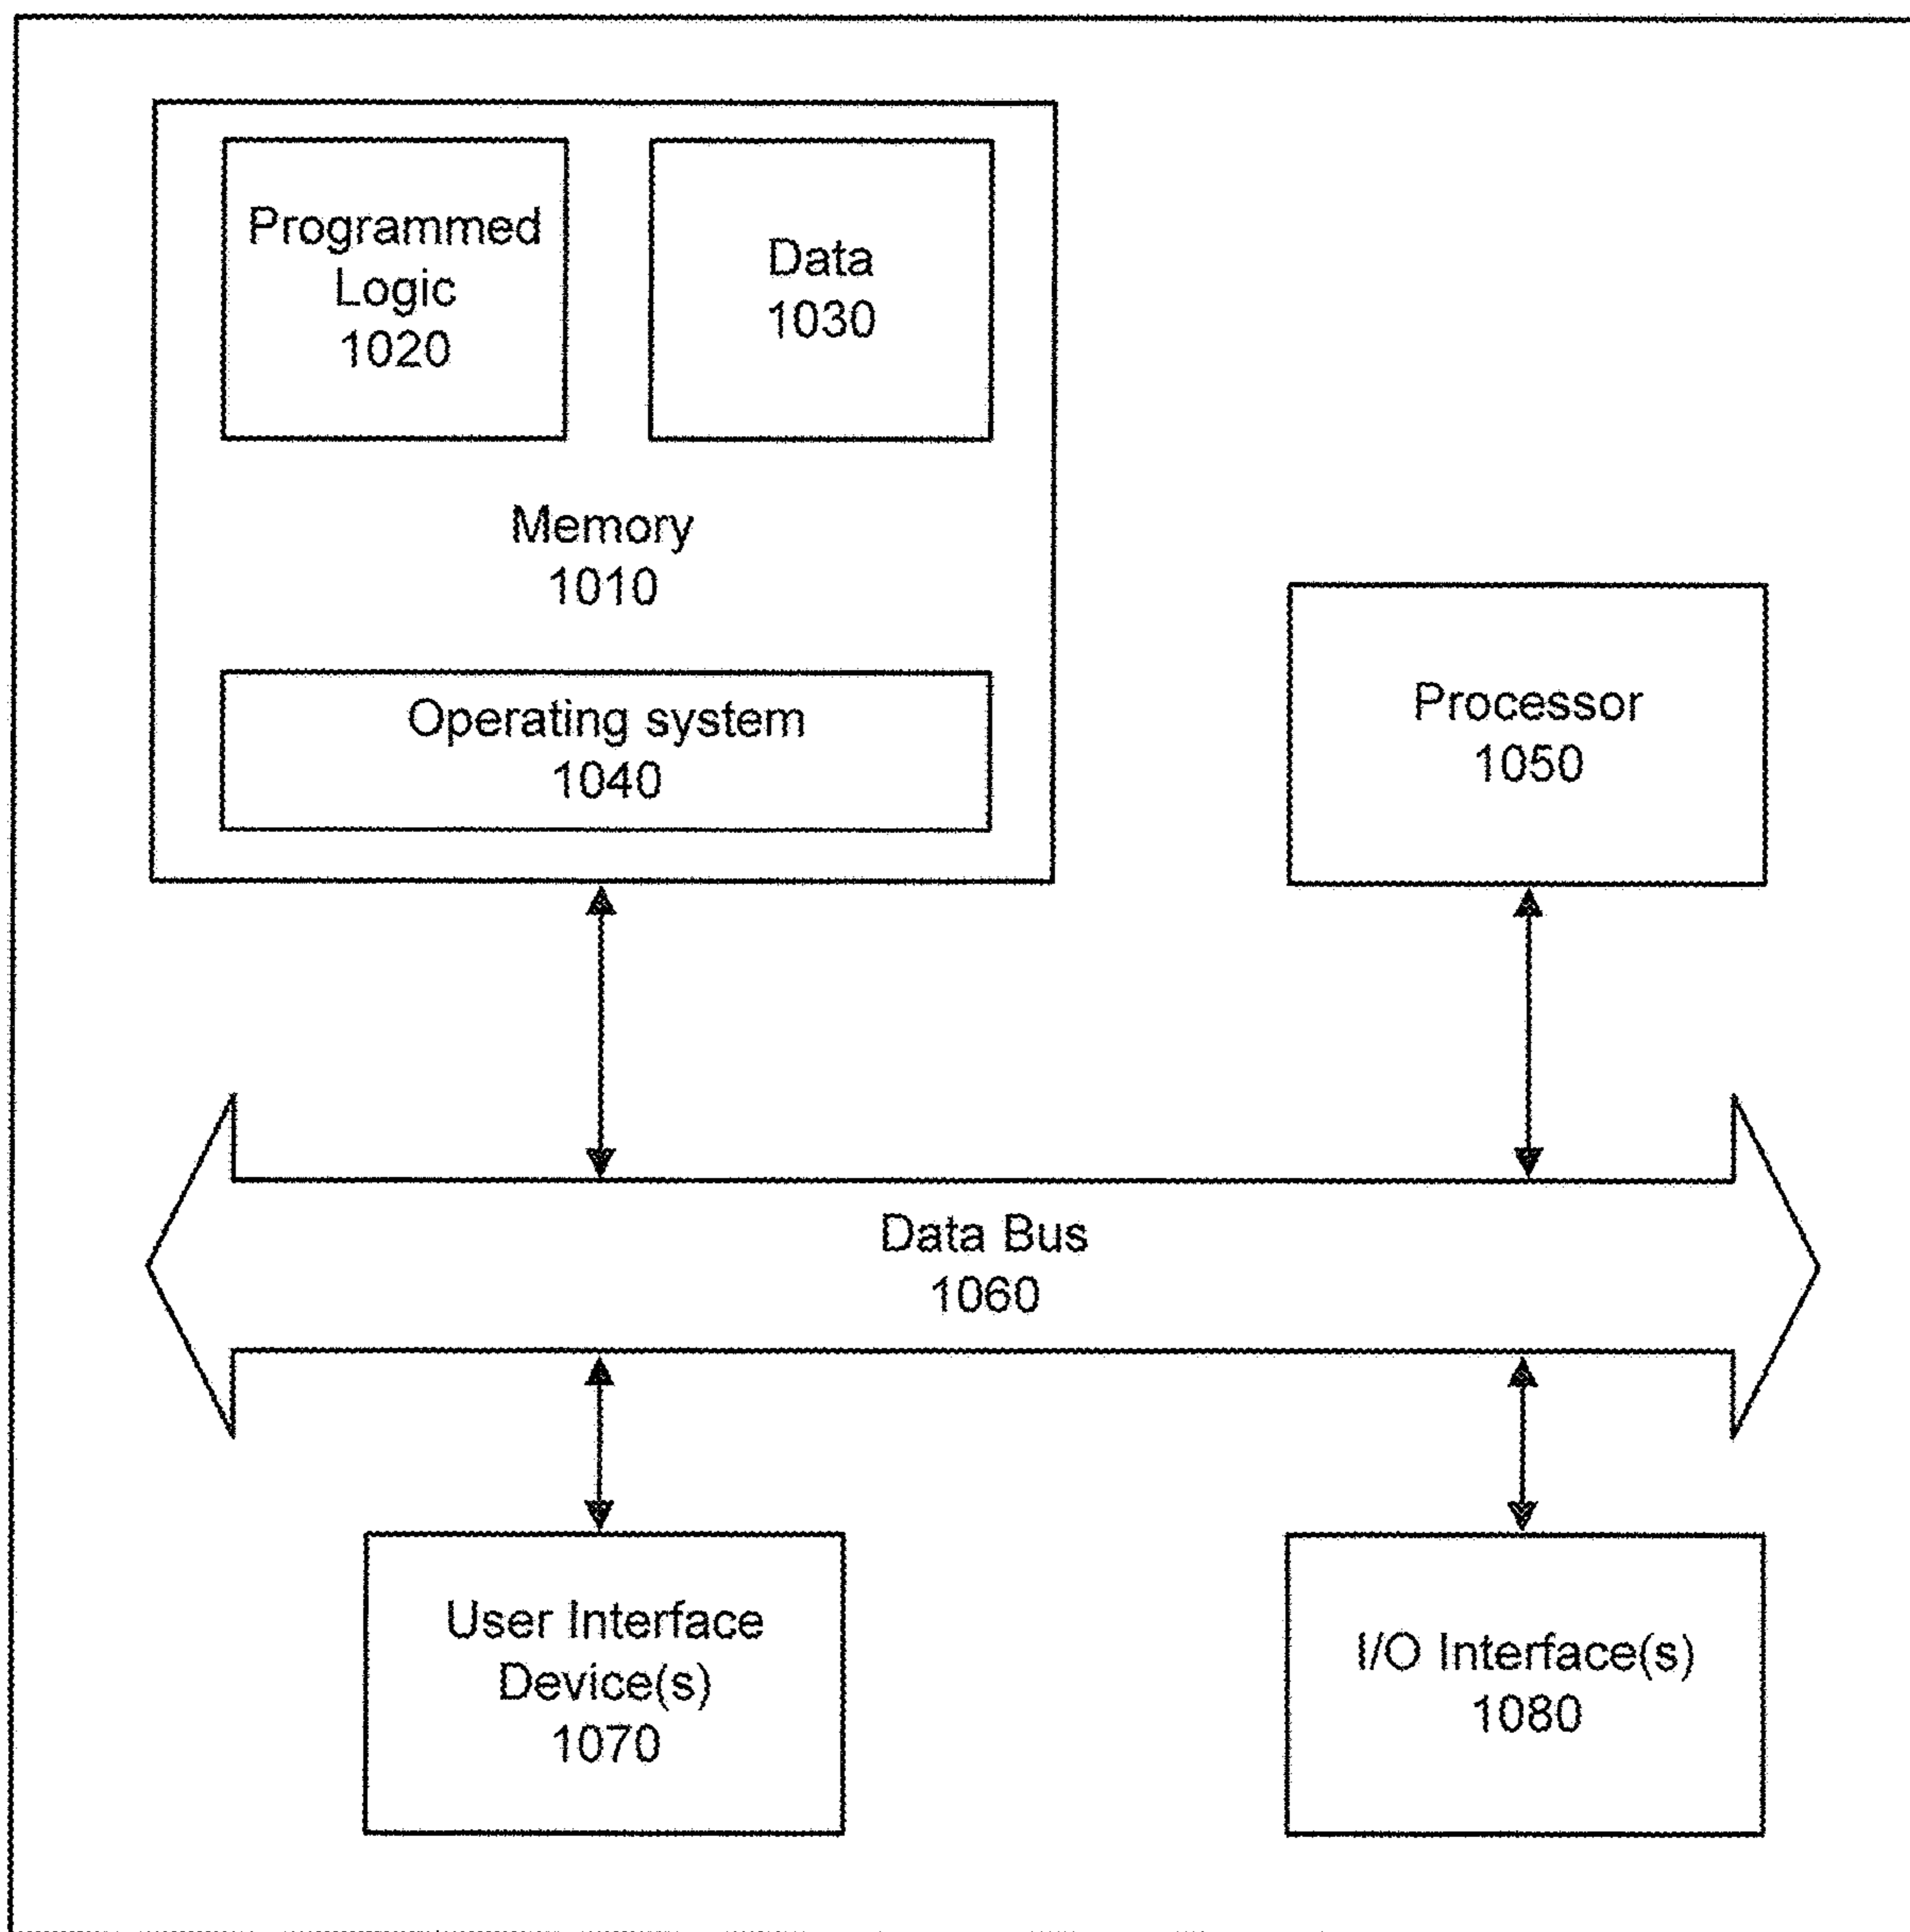 Programmed
Logic
1020
Data
1030
Memory
1010
Operating system
1040
Processor
1050
Data Bus
1060
User Interface
Device(s)
1070
I/O Interface(s)
1080